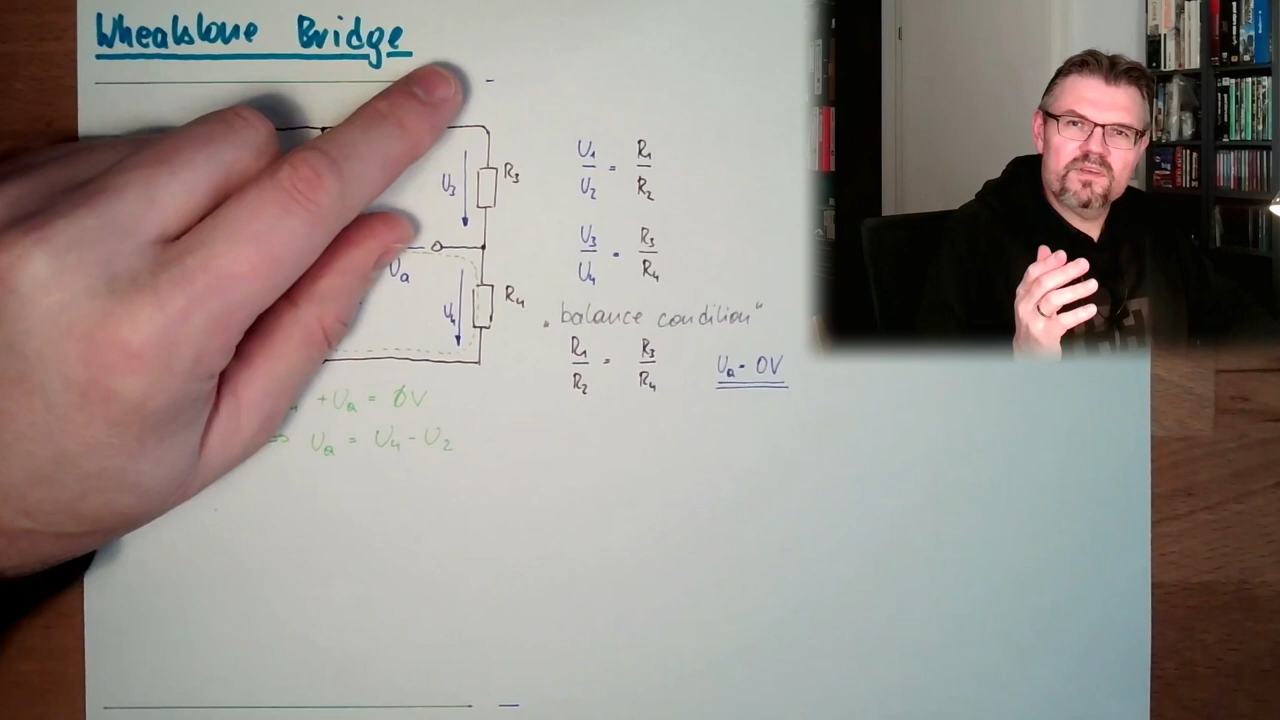 Wheatstone Bridge
U3
R3
Ua
U4
R4
U1/U2 = R1/R2
U3/U4 = R3/R4
„balance condition“
R1/R2 = R3/R4
Ua = 0V
+Ua = 0V
=> Ua = U4 - U2